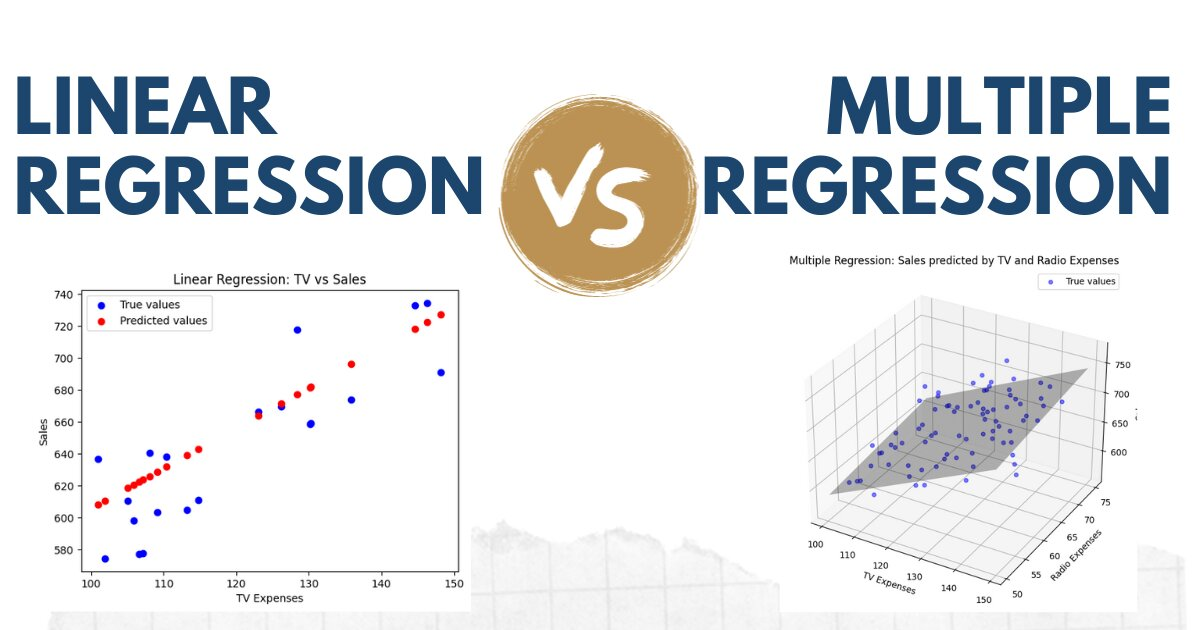 LINEAR
REGRESSION
VS
MULTIPLE
REGRESSION
Linear Regression: TV vs Sales
True values
Predicted values
740
720
700
680
660
640
620
600
580
Sales
100
110
120
130
140
150
TV Expenses
Multiple Regression: Sales predicted by TV and Radio Expenses
True values
750
700
650
600
75
70
65
60
55
50
Radio Expenses
100
110
120
130
140
150
TV Expenses